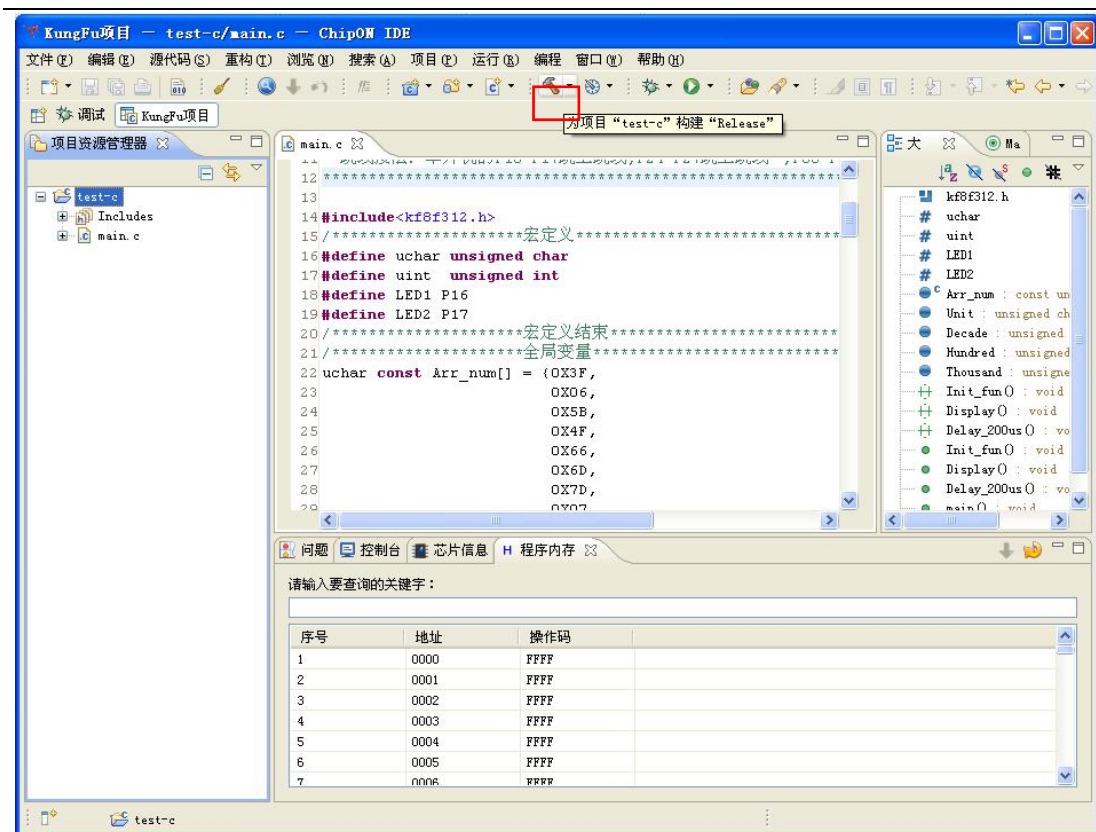 KungFu项目 － test-c/main.c － ChipON IDE
文件(F) 编辑(E) 源代码(S) 重构(T) 浏览(N) 搜索(A) 项目(P) 运行(R) 编程 窗口(W) 帮助(H)
调试 KungFu项目
为项目“test-c”构建“Release”
项目资源管理器
test-c
Includes
main.c
main.c
12 ********************************************************
13
14 #include<kf8f312.h>
15 /*********************宏定义*****************************
16 #define uchar unsigned char
17 #define uint  unsigned int
18 #define LED1 P16
19 #define LED2 P17
20 /*********************宏定义结束*************************
21 /*********************全局变量***************************
22 uchar const Arr_num[] = {0X3F,
23 0X06,
24 0X5B,
25 0X4F,
26 0X66,
27 0X6D,
28 0X7D,
29 0X07
大 Ma
kf8f312.h
# uchar
# uint
# LED1
# LED2
Arr_num : const un
Unit : unsigned ch
Decade : unsigned
Hundred : unsigned
Thousand : unsigne
Init_fun() : void
Display() : void
Delay_200us() : vo
Init_fun() : void
Display() : void
Delay_200us() : vo
main() : void
问题 控制台 芯片信息 H 程序内存
请输入要查询的关键字：
序号 地址 操作码
1 0000 FFFF
2 0001 FFFF
3 0002 FFFF
4 0003 FFFF
5 0004 FFFF
6 0005 FFFF
7 0006 FFFF
test-c